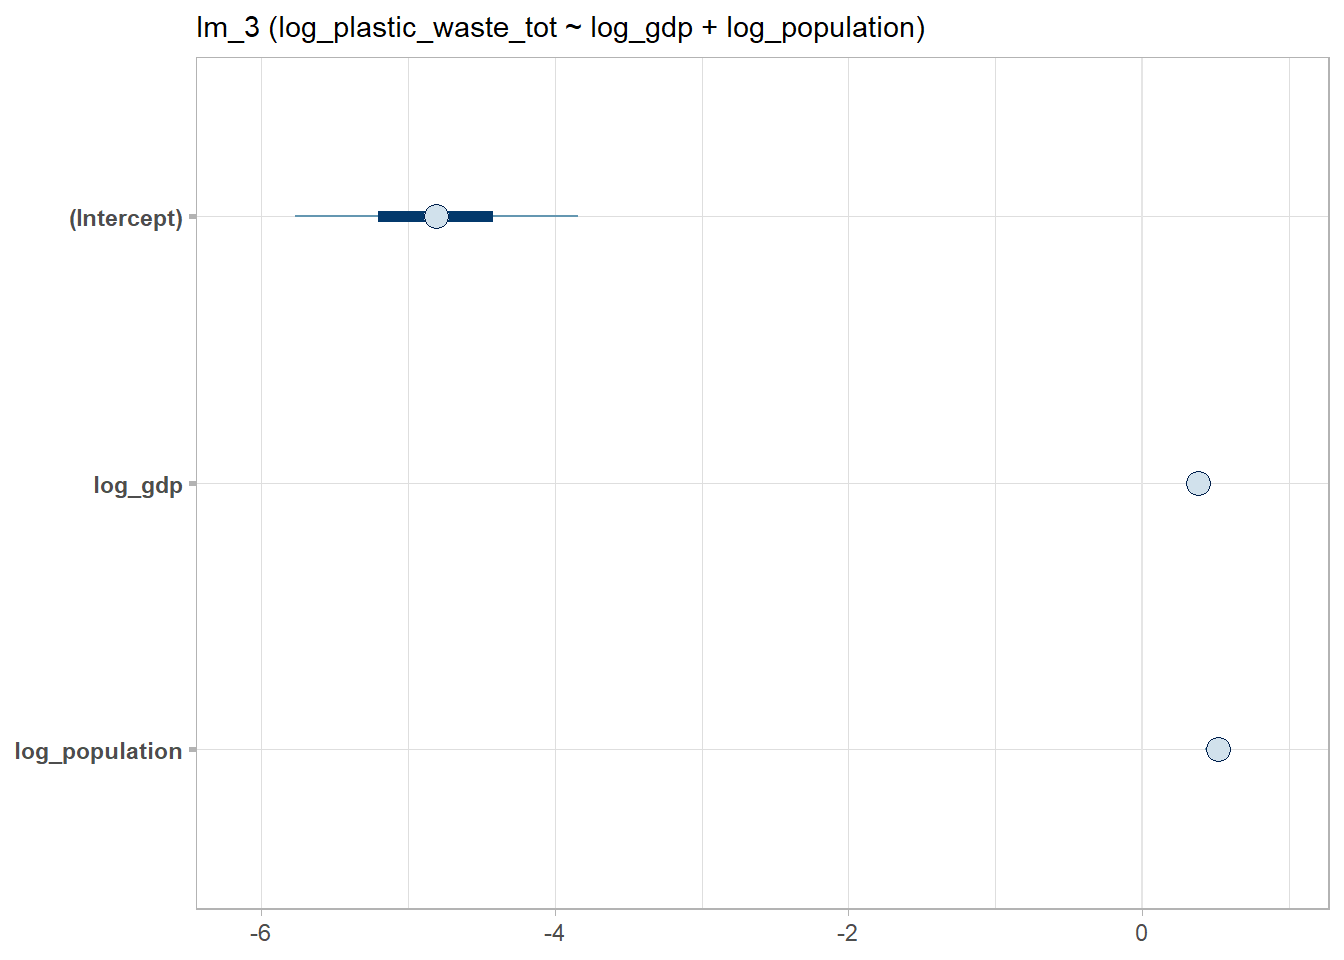 lm_3 (log_plastic_waste_tot ~ log_gdp + log_population)
(Intercept)
log_gdp
log_population
-6 -4 -2 0